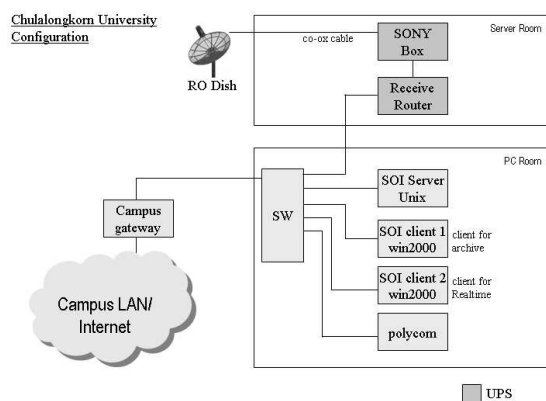 Chulalongkorn University
Configuration
RO Dish
co-ox cable
SONY
Box
Server Room
Receive
Router
PC Room
SW
SOI Server
Unix
Campus
gateway
SOI client 1
win2000
client for
archive
SOI client 2
win2000
client for
Realtime
Campus LAN/
Internet
polycom
UPS